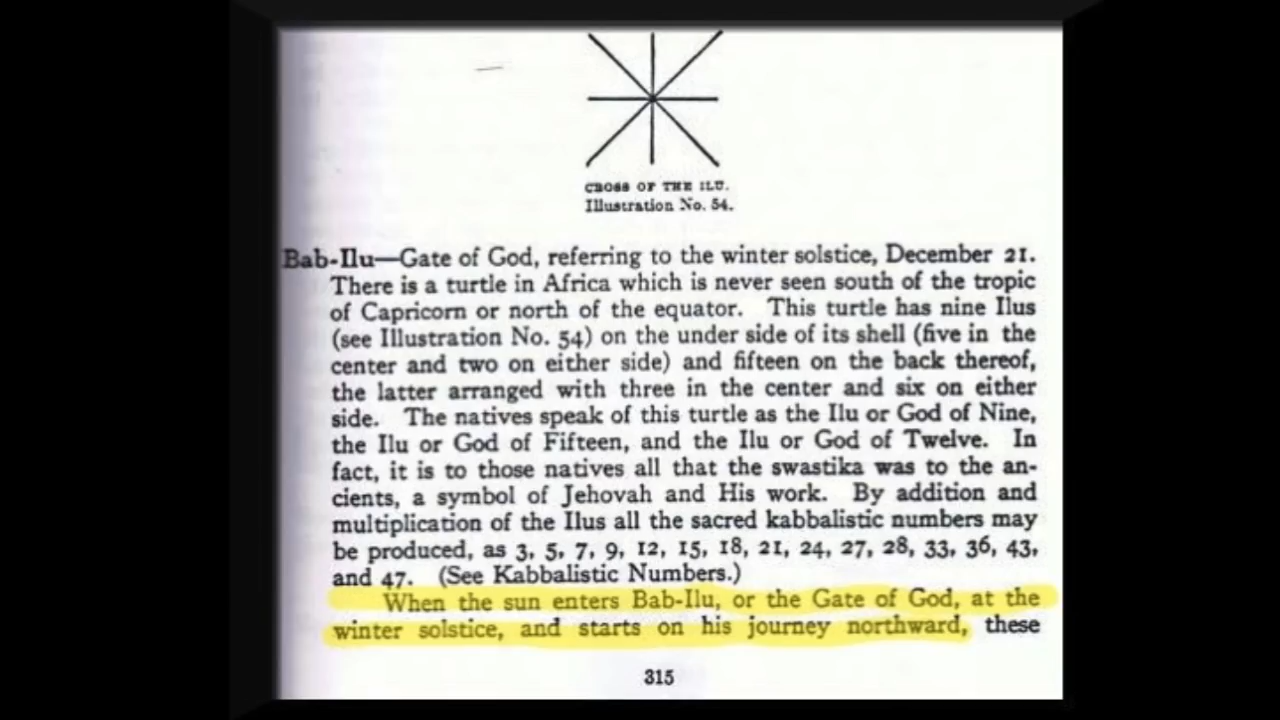 CROSS OF THE ILU.
Illustration No. 54.
Bab-Ilu—Gate of God, referring to the winter solstice, December 21.
There is a turtle in Africa which is never seen south of the tropic
of Capricorn or north of the equator. This turtle has nine Ilus
(see Illustration No. 54) on the under side of its shell (five in the
center and two on either side) and fifteen on the back thereof,
the latter arranged with three in the center and six on either
side. The natives speak of this turtle as the Ilu or God of Nine,
the Ilu or God of Fifteen, and the Ilu or God of Twelve. In
fact, it is to those natives all that the swastika was to the an-
cients, a symbol of Jehovah and His work. By addition and
multiplication of the Ilus all the sacred kabbalistic numbers may
be produced, as 3, 5, 7, 9, 12, 15, 18, 21, 24, 27, 28, 33, 36, 43,
and 47. (See Kabbalistic Numbers.)
When the sun enters Bab-Ilu, or the Gate of God, at the
winter solstice, and starts on his journey northward, these
315